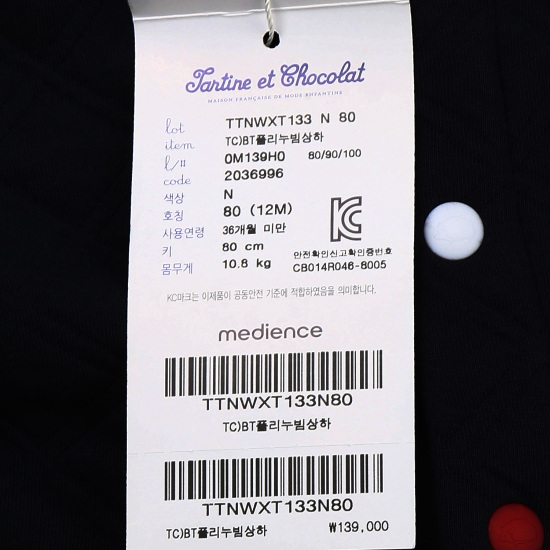 Tartine et Chocolat
MAISON FRANÇAISE DE MODE ENFANTINE
lot TTNWXT133 N 80
item TC)BT플리누빔상하
l/# 0M139H0 80/90/100
code 2036996
색상 N
호칭 80 (12M)
사용연령 36개월 미만
키 80 cm
몸무게 10.8 kg
KC
안전확인신고확인증번호
CB014R046-8005
KC마크는 이제품이 공통안전 기준에 적합하였음을 의미합니다.
medience
TTNWXT133N80
TC)BT플리누빔상하
TTNWXT133N80
TC)BT플리누빔상하 ₩139,000